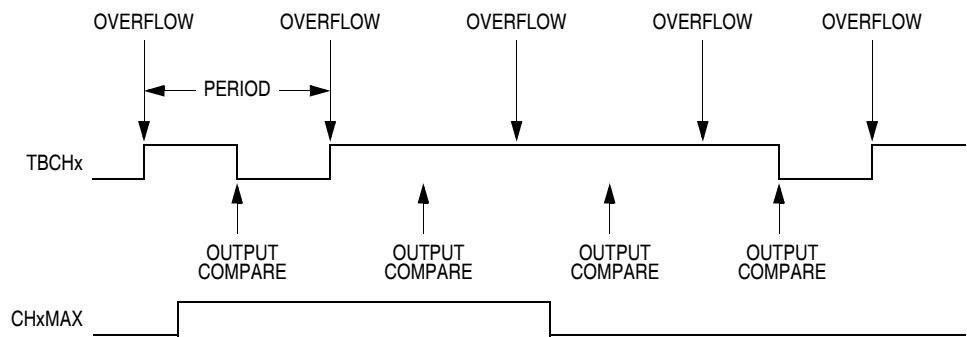 OVERFLOW OVERFLOW OVERFLOW OVERFLOW OVERFLOW
PERIOD
TBCHx
OUTPUT COMPARE
OUTPUT COMPARE
OUTPUT COMPARE
OUTPUT COMPARE
CHxMAX